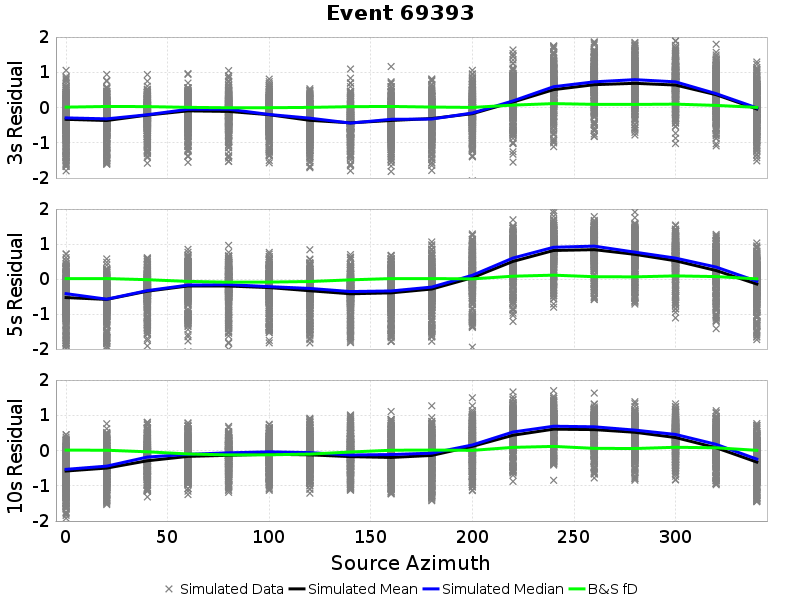 Event 69393
3s Residual
2
1
0
-1
-2
5s Residual
2
1
0
-1
-2
10s Residual
2
1
0
-1
-2
0 50 100 150 200 250 300
Source Azimuth
Simulated Data Simulated Mean Simulated Median B&S fD